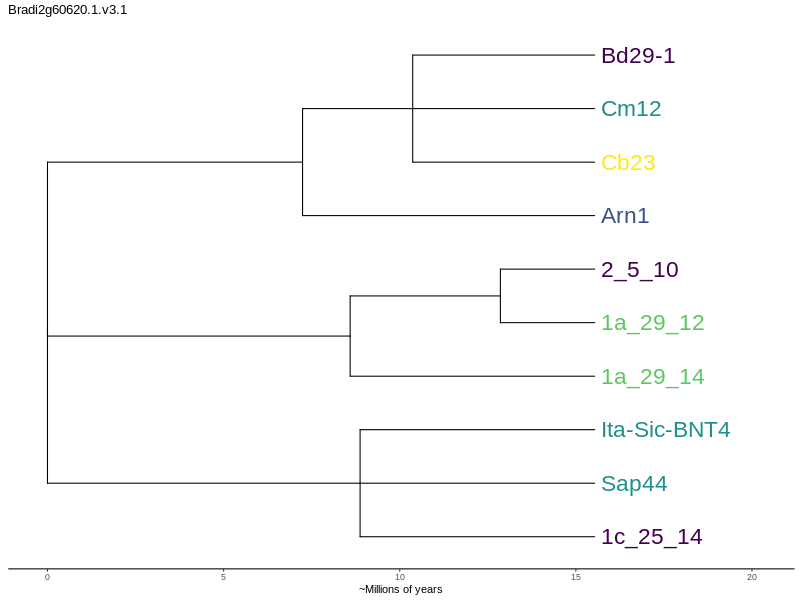 Bradi2g60620.1.v3.1
Bd29-1
Cm12
Cb23
Arn1
2_5_10
1a_29_12
1a_29_14
Ita-Sic-BNT4
Sap44
1c_25_14
0 5 10 15 20
~Millions of years